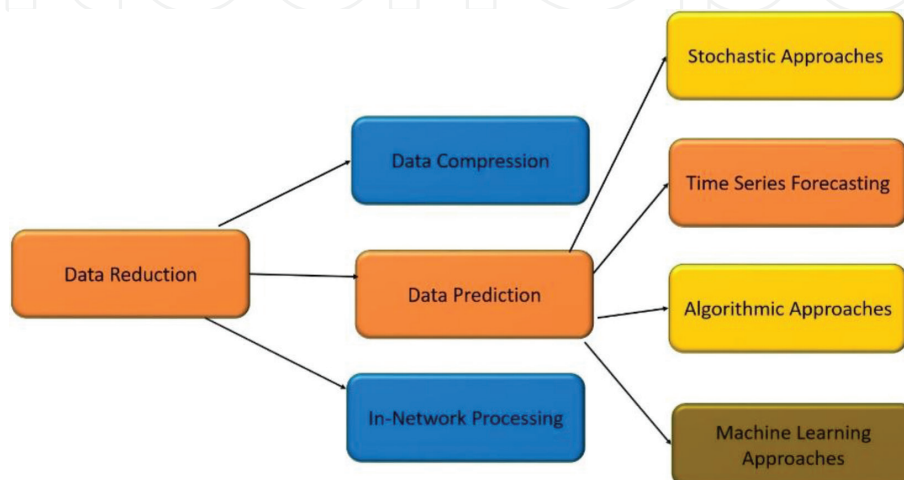 Stochastic Approaches
Data Compression
Time Series Forecasting
Data Reduction
Data Prediction
Algorithmic Approaches
In-Network Processing
Machine Learning
Approaches